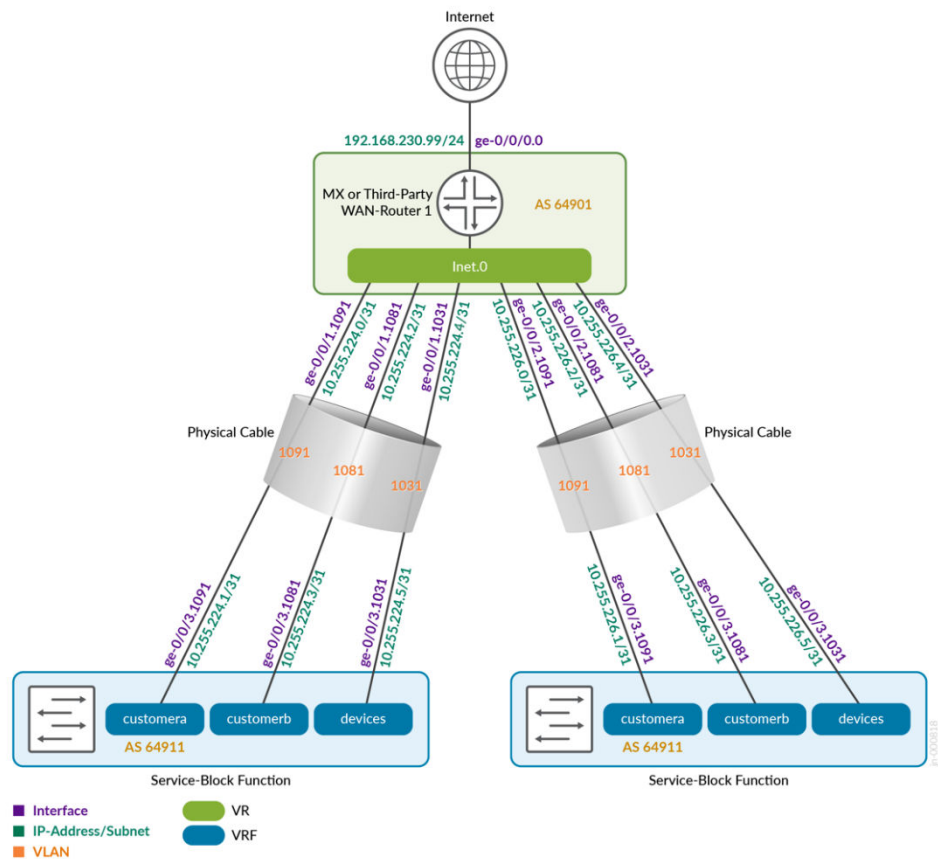 Internet
192.168.230.99/24
ge-0/0/0.0
MX or Third-Party
WAN-Router 1
AS 64901
Inet.0
ge-0/0/1.1091
10.255.224.0/31
ge-0/0/1.1081
10.255.224.2/31
ge-0/0/1.1031
10.255.224.4/31
ge-0/0/2.1091
10.255.226.0/31
ge-0/0/2.1081
10.255.226.2/31
ge-0/0/2.1031
10.255.226.4/31
Physical Cable
1091
1081
1031
Physical Cable
1091
1081
1031
ge-0/0/3.1091
10.255.224.1/31
ge-0/0/3.1081
10.255.224.3/31
ge-0/0/3.1031
10.255.224.5/31
ge-0/0/3.1091
10.255.226.1/31
ge-0/0/3.1081
10.255.226.3/31
ge-0/0/3.1031
10.255.226.5/31
customera
customerb
devices
AS 64911
Service-Block Function
customera
customerb
devices
AS 64911
Service-Block Function
jn-000818
Interface
IP-Address/Subnet
VLAN
VR
VRF